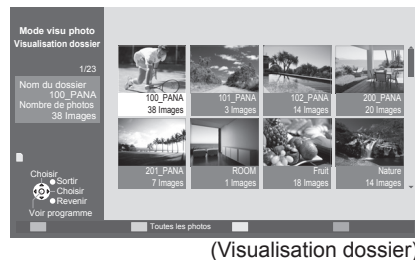 Mode visu photo
Visualisation dossier
1/23
Nom du dossier
100_PANA
Nombre de photos
38 Images
Choisir
Sortir
Choisir
Revenir
Voir programme
100_PANA
38 Images
101_PANA
3 Images
102_PANA
14 Images
200_PANA
20 Images
201_PANA
7 Images
ROOM
1 Images
Fruit
18 Images
Nature
14 Images
Toutes les photos
(Visualisation dossier)